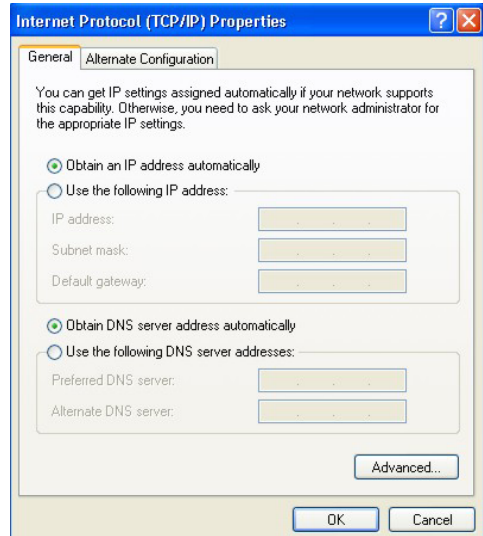 Internet Protocol (TCP/IP) Properties
General
Alternate Configuration
You can get IP settings assigned automatically if your network supports
this capability. Otherwise, you need to ask your network administrator for
the appropriate IP settings.
Obtain an IP address automatically
Use the following IP address:
IP address:
Subnet mask:
Default gateway:
Obtain DNS server address automatically
Use the following DNS server addresses:
Preferred DNS server:
Alternate DNS server:
Advanced...
OK
Cancel